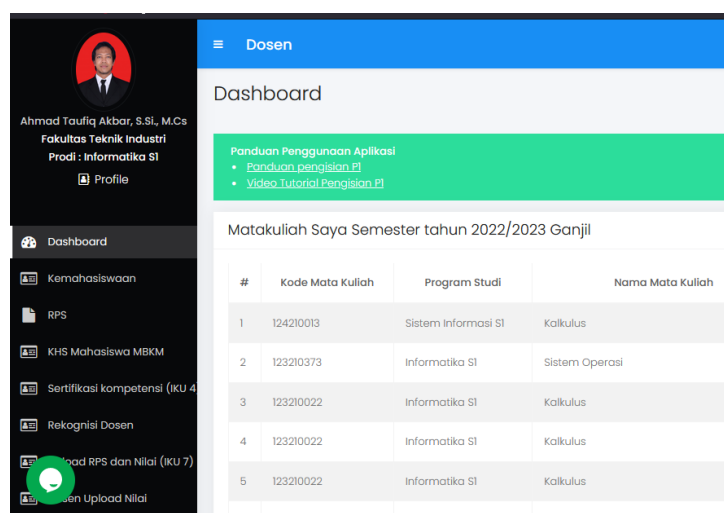 Dosen
Ahmad Taufiq Akbar, S.Si., M.Cs
Fakultas Teknik Industri
Prodi : Informatika S1
Profile
Dashboard
Kemahasiswaan
RPS
KHS Mahasiswa MBKM
Sertifikasi kompetensi (IKU 4
Rekognisi Dosen
RPS dan Nilai (IKU 7)
Upload Nilai
Dashboard
Panduan Penggunaan Aplikasi
Panduan pengisian P1
Video Tutorial Pengisian P1
Matakuliah Saya Semester tahun 2022/2023 Ganjil
# Kode Mata Kuliah Program Studi Nama Mata Kuliah
1 124210013 Sistem Informasi S1 Kalkulus
2 123210373 Informatika S1 Sistem Operasi
3 123210022 Informatika S1 Kalkulus
4 123210022 Informatika S1 Kalkulus
5 123210022 Informatika S1 Kalkulus